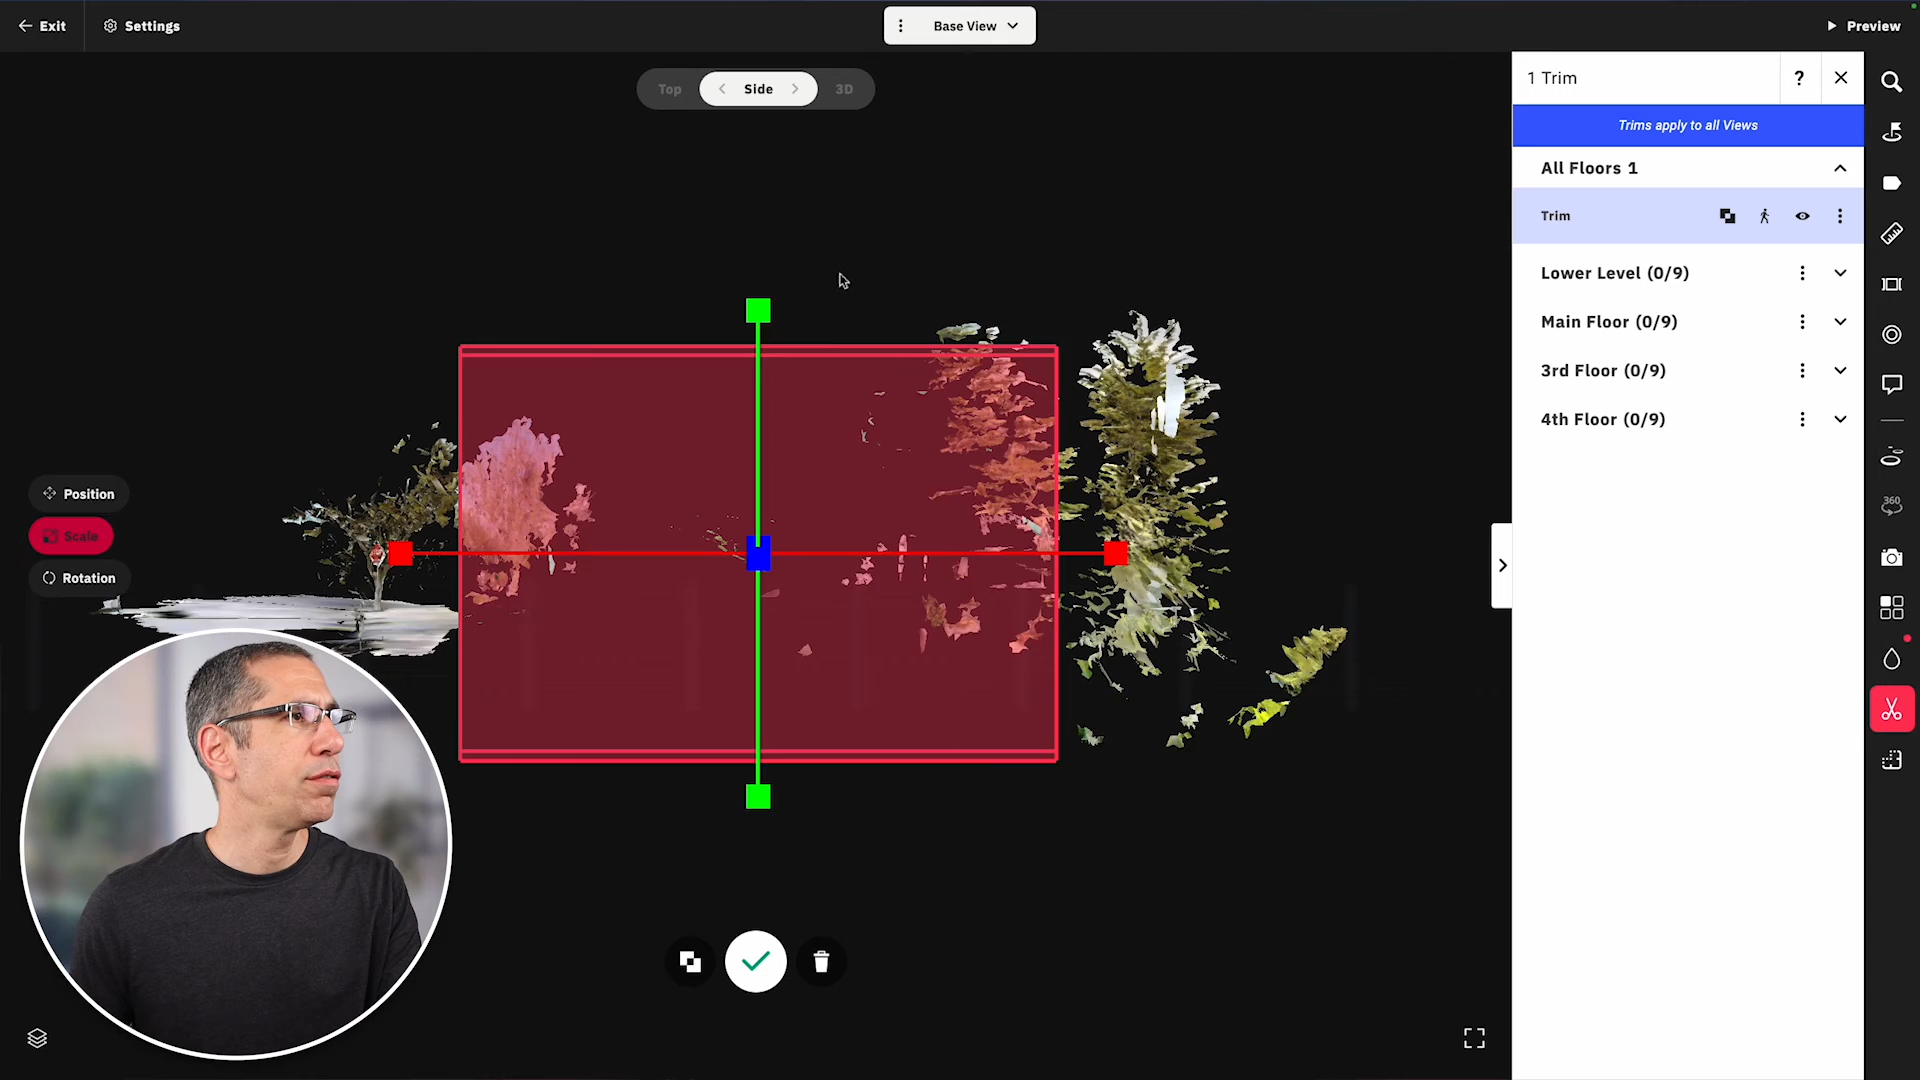 Exit
Settings
Base View
Preview
Top
Side
3D
1 Trim
?
Trims apply to all Views
All Floors 1
Trim
Lower Level (0/9)
Main Floor (0/9)
3rd Floor (0/9)
4th Floor (0/9)
Position
Scale
Rotation
360